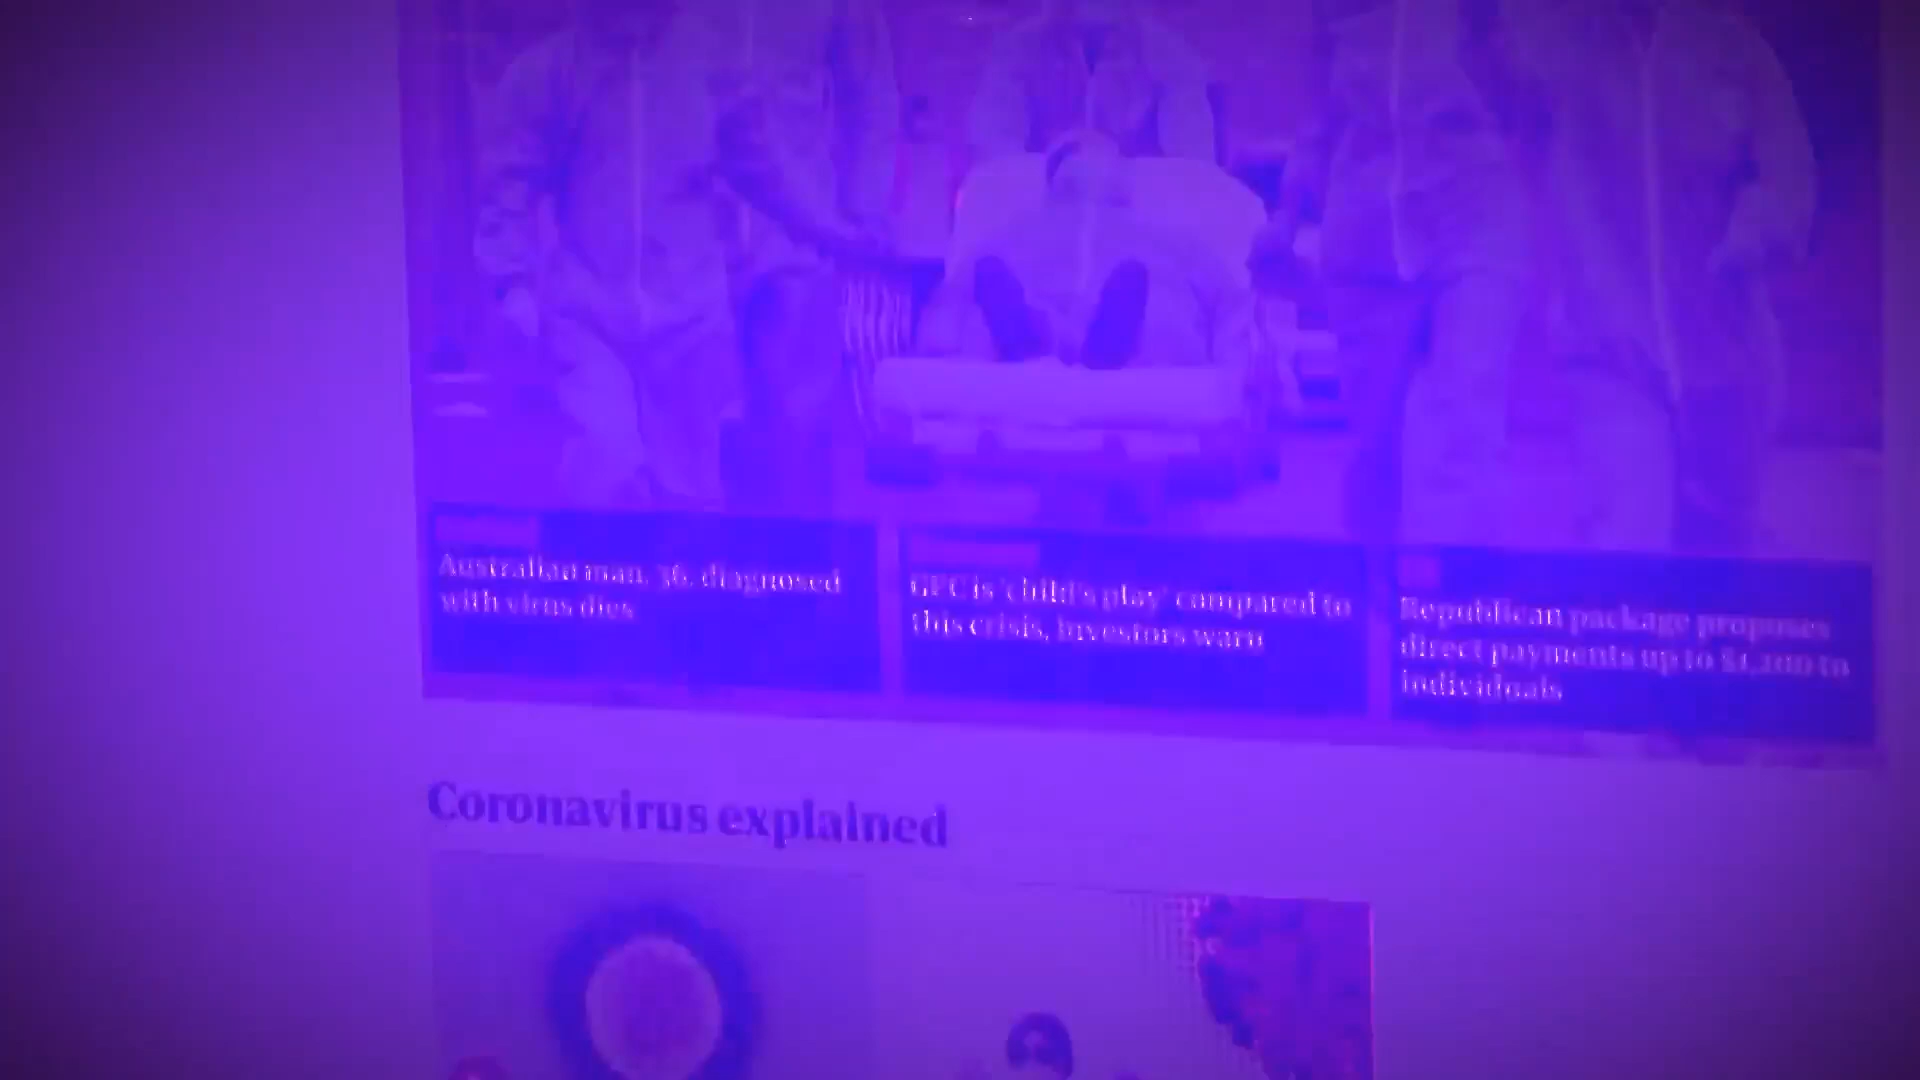 Australian man, 36, diagnosed
with virus dies
GFC is 'child's play' compared to
this crisis, investors warn
Republican package proposes
direct payments up to $1,200 to
individuals
Coronavirus explained